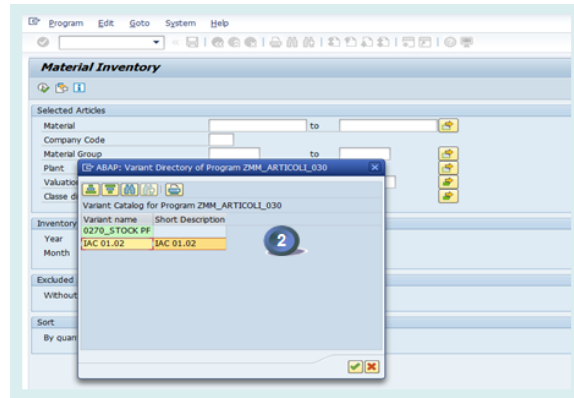 Program Edit Goto System Help
Material Inventory
Selected Articles
Material to
Company Code
Material Group to
Plant
Valuation
Classe d
ABAP: Variant Directory of Program ZMM_ARTICOLI_030
Variant Catalog for Program ZMM_ARTICOLI_030
Variant name Short Description
0270_STOCK PF
IAC 01.02 IAC 01.02
2
Inventory
Year
Month
Excluded
Without
Sort
By quan